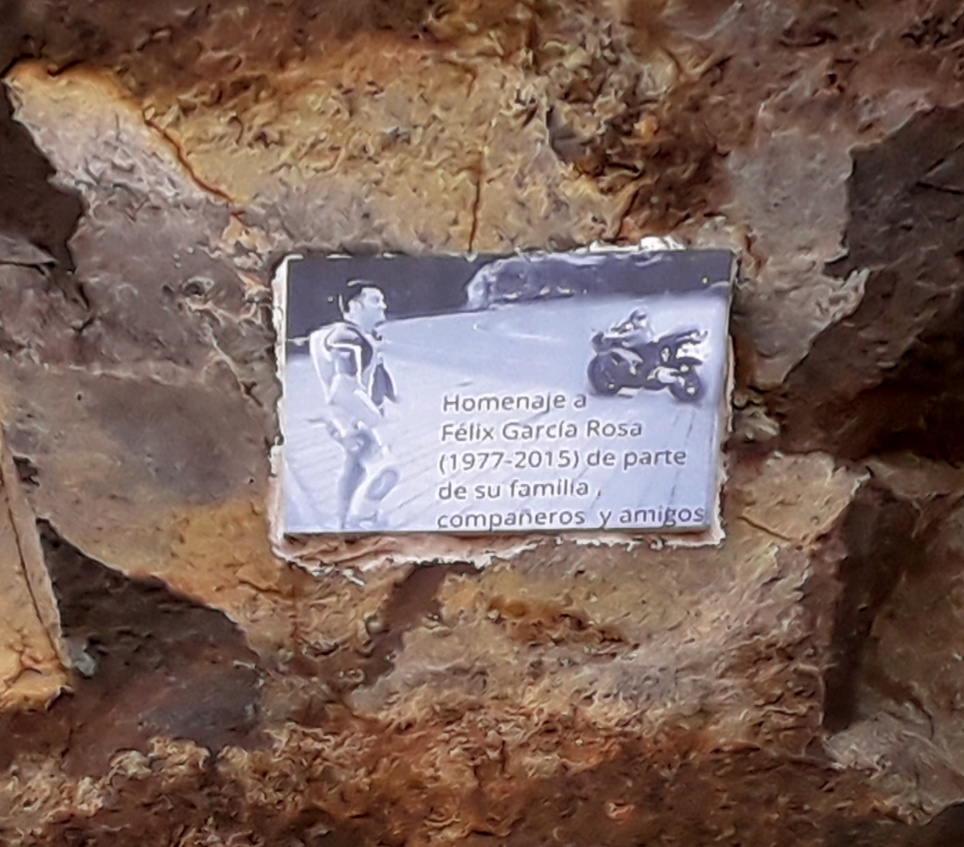 Homenaje a
Félix García Rosa
(1977-2015) de parte
de su familia ,
compañeros y amigos